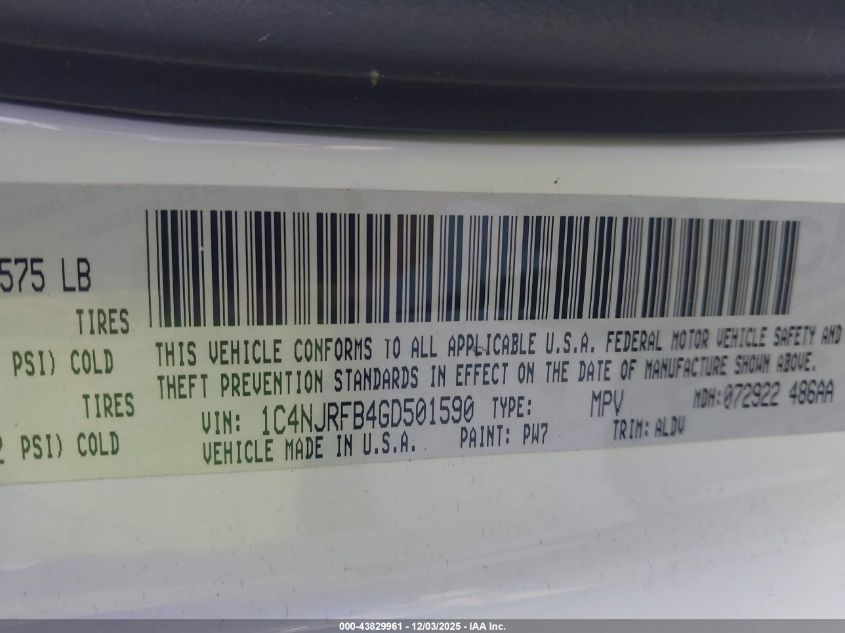 575 LB
TIRES
PSI) COLD
TIRES
PSI) COLD
THIS VEHICLE CONFORMS TO ALL APPLICABLE U.S.A. FEDERAL MOTOR VEHICLE SAFETY AND
THEFT PREVENTION STANDARDS IN EFFECT ON THE DATE OF MANUFACTURE SHOWN ABOVE.
VIN: 1C4NJRFB4GD501590 TYPE: MPV MDH:072922 486AA
VEHICLE MADE IN U.S.A. PAINT: PW7 TRIM: ALDV
000-43829961 - 12/03/2025 - IAA Inc.